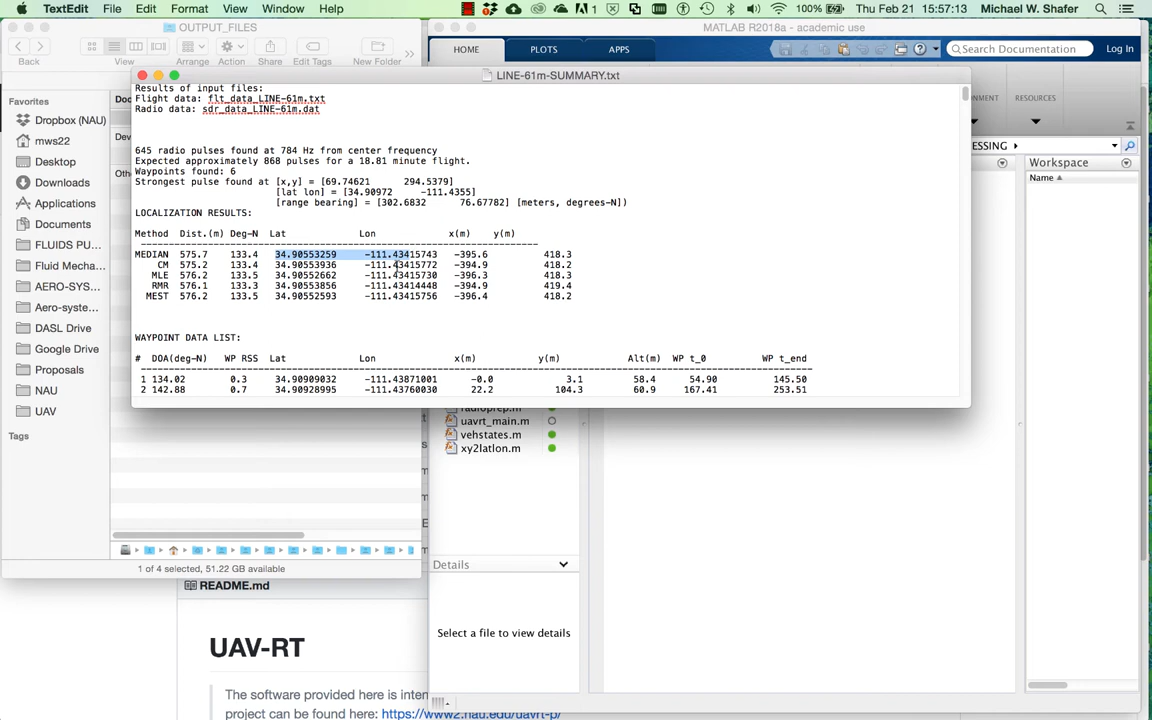 TextEdit File Edit Format View Window Help
100% Thu Feb 21 15:57:13 Michael W. Shafer
OUTPUT_FILES
MATLAB R2018a - academic use
HOME PLOTS APPS
Search Documentation
Log In
Back View Arrange Action Share Edit Tags New Folder
LINE-61m-SUMMARY.txt
Results of input files:
Flight data: flt_data_LINE-61m.txt
Radio data: sdr_data_LINE-61m.dat
645 radio pulses found at 784 Hz from center frequency
Expected approximately 868 pulses for a 18.81 minute flight.
Waypoints found: 6
Strongest pulse found at [x,y] = [69.74621 294.5379]
[lat lon] = [34.90972 -111.4355]
[range bearing] = [302.6832 76.67782] [meters, degrees-N])
LOCALIZATION RESULTS:
Method Dist.(m) Deg-N Lat Lon x(m) y(m)
MEDIAN 575.7 133.4 34.90553259 -111.43415743 -395.6 418.3
CM 575.2 133.4 34.90553936 -111.43415772 -394.9 418.2
MLE 576.2 133.5 34.90552662 -111.43415730 -396.3 418.3
RMR 576.1 133.3 34.90553856 -111.43414448 -395.9 419.4
MEST 576.2 133.5 34.90552593 -111.43415756 -396.4 418.2
WAYPOINT DATA LIST:
# DOA(deg-N) WP RSS Lat Lon x(m) y(m) Alt(m) WP t_0 WP t_end
1 134.02 0.3 34.90909032 -111.43871001 -0.0 3.1 58.4 54.90 145.50
2 142.88 0.7 34.90928995 -111.43760030 22.2 104.3 60.9 167.41 253.51
Favorites
Dropbox (NAU)
mws22
Desktop
Downloads
Applications
Documents
FLUIDS PU...
Fluid Mecha...
AERO-SYS...
Aero-syste...
DASL Drive
Google Drive
Proposals
NAU
UAV
Tags
RESOURCES
Workspace
Name
radioprep.m
uavrt_main.m
vehstates.m
xy2latlon.m
Details
Select a file to view details
1 of 4 selected, 51.22 GB available
README.md
UAV-RT
The software provided here is inten
project can be found here: https://www2.nau.edu/uavrt-p/